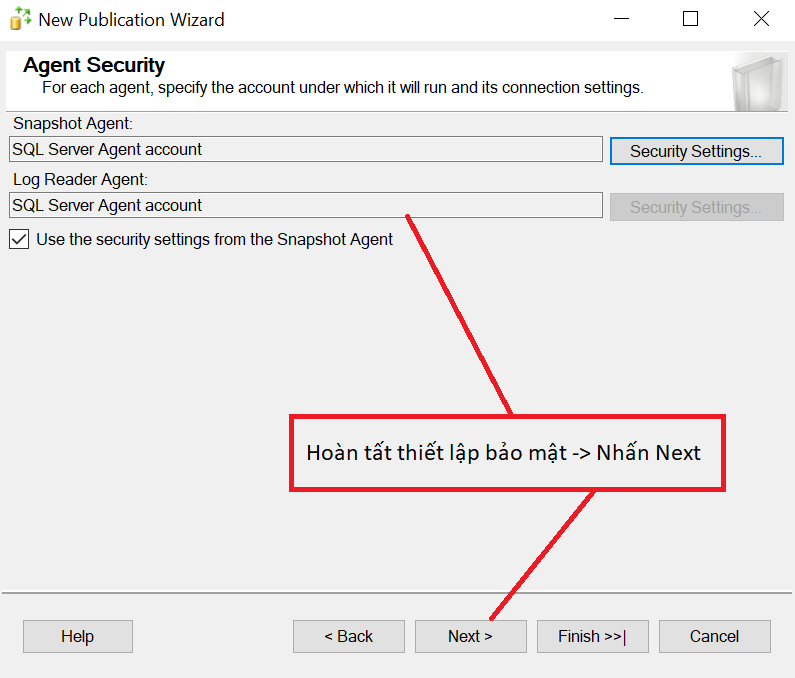 New Publication Wizard
Agent Security
For each agent, specify the account under which it will run and its connection settings.
Snapshot Agent:
SQL Server Agent account
Security Settings...
Log Reader Agent:
SQL Server Agent account
Security Settings...
Use the security settings from the Snapshot Agent
Hoàn tất thiết lập bảo mật -> Nhấn Next
Help
< Back
Next >
Finish >>|
Cancel